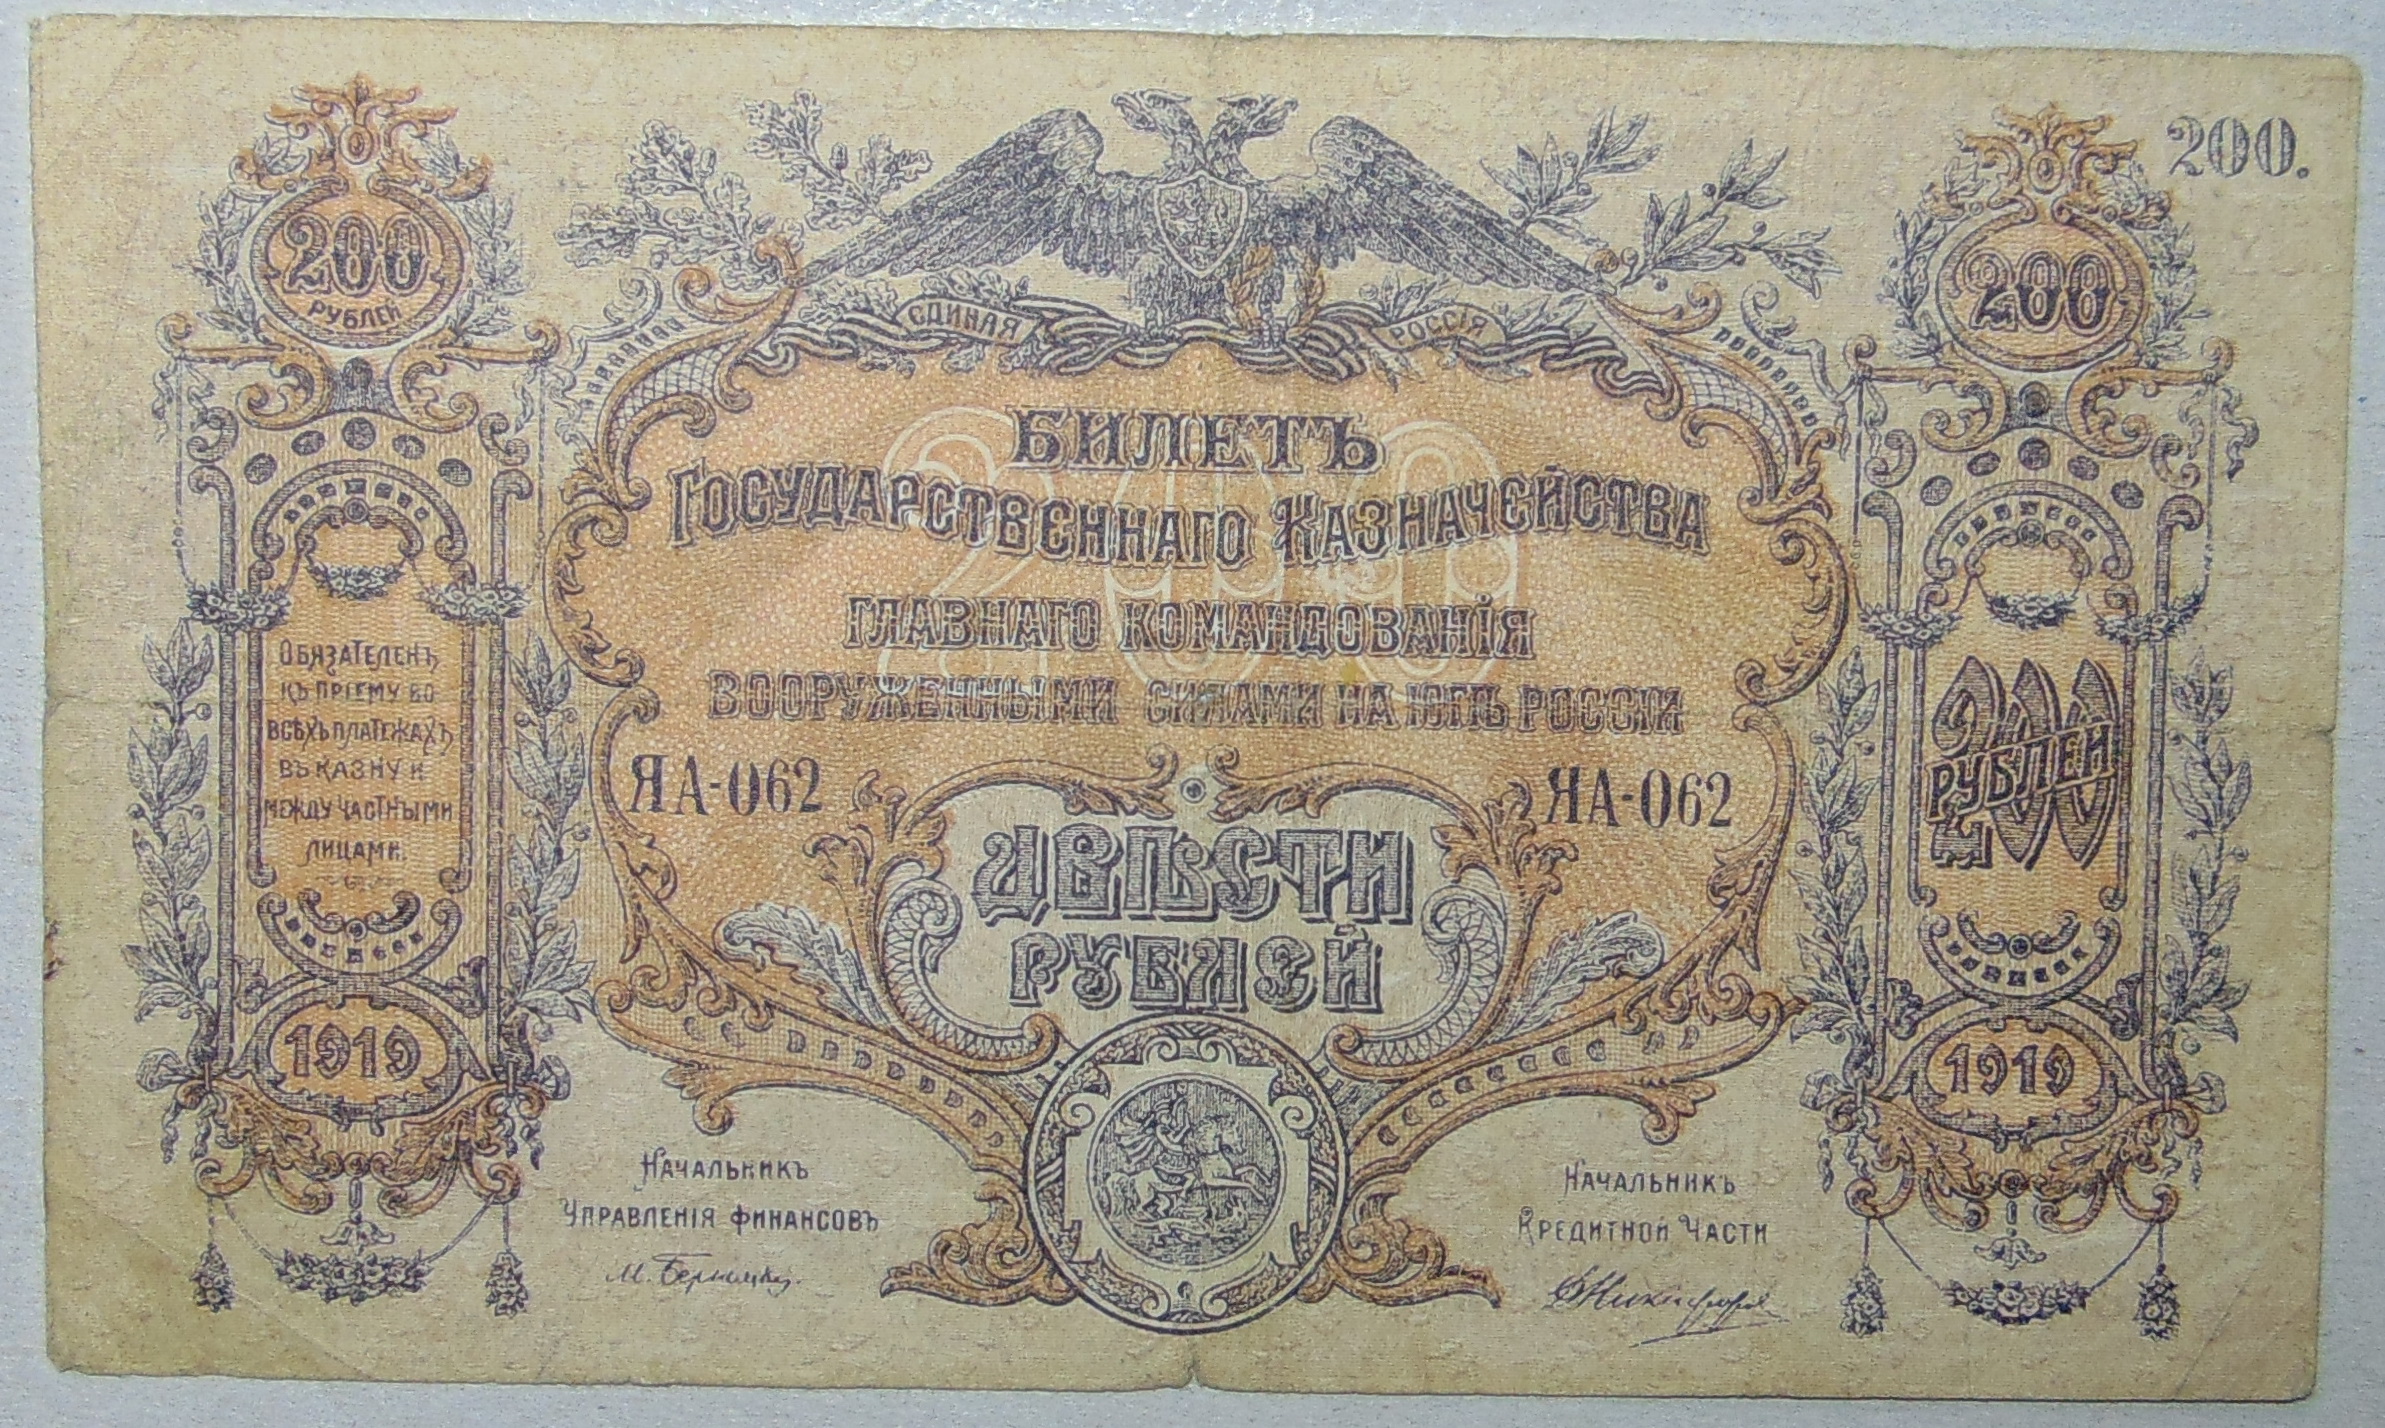 200.
200
РУБЛЕЙ
200
ЕДИНАЯ РОССІЯ
БИЛЕТЪ
ГОСУДАРСТВЕННАГО КАЗНАЧЕЙСТВА
ГЛАВНАГО КОМАНДОВАНІЯ
ВООРУЖЕННЫМИ СИЛАМИ НА ЮГѢ РОССІИ
200
ОБЯЗАТЕЛЕНЪ
КЪ ПРІЕМУ ВО
ВСѢХЪ ПЛАТЕЖАХЪ
ВЪ КАЗНУ И
МЕЖДУ ЧАСТНЫМИ
ЛИЦАМИ.
ЯА-062
ЯА-062
200
РУБЛЕЙ
ДВѢСТИ
РУБЛЕЙ
1919
1919
НАЧАЛЬНИКЪ
УПРАВЛЕНІЯ ФИНАНСОВЪ
М. Бернацкій.
НАЧАЛЬНИКЪ
КРЕДИТНОЙ ЧАСТИ